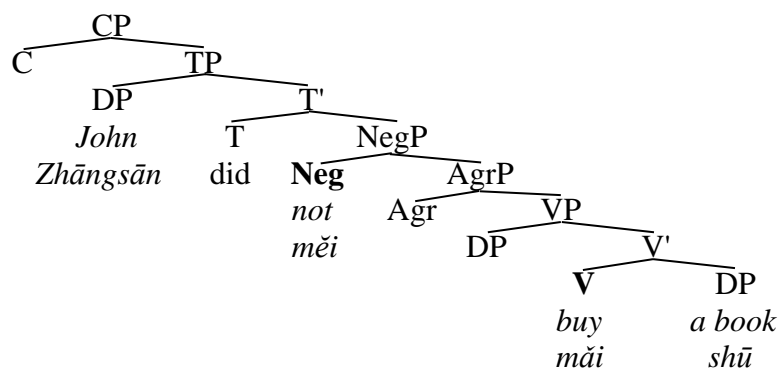 CP
C TP
DP T'
John T NegP
Zhāngsān did Neg AgrP
not Agr VP
měi DP V'
V DP
buy a book
mǎi shū